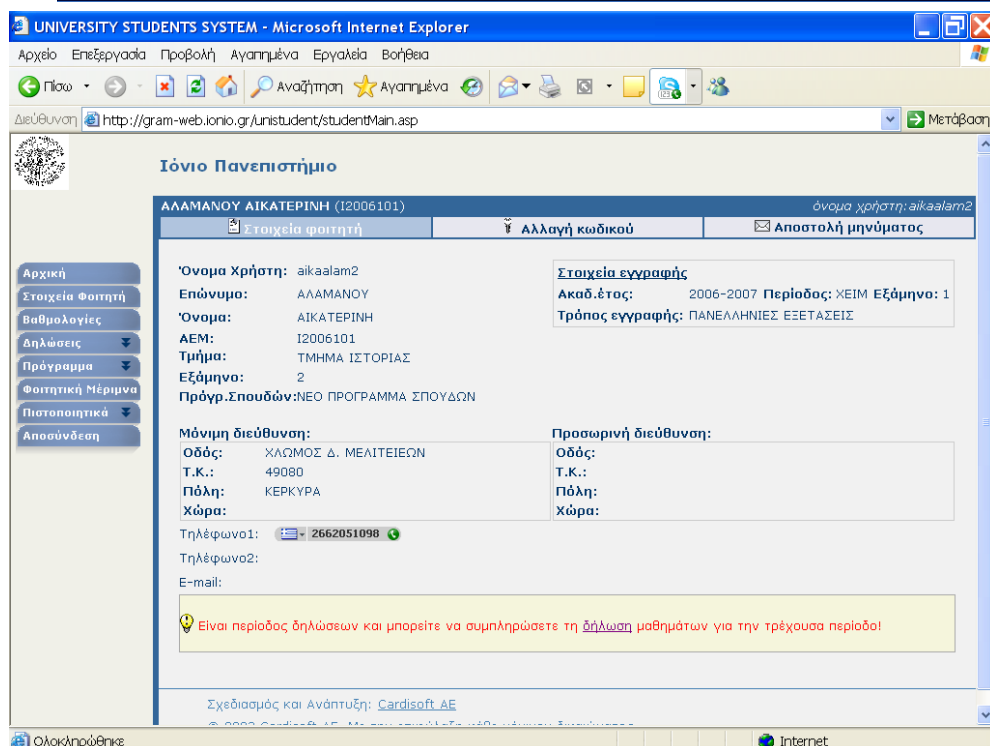 UNIVERSITY STUDENTS SYSTEM - Microsoft Internet Explorer
Αρχείο Επεξεργασία Προβολή Αγαπημένα Εργαλεία Βοήθεια
Πίσω Αναζήτηση Αγαπημένα
Διεύθυνση http://gram-web.ionio.gr/unistudent/studentMain.asp Μετάβαση
Ιόνιο Πανεπιστήμιο
ΑΛΑΜΑΝΟΥ ΑΙΚΑΤΕΡΙΝΗ (Ι2006101) όνομα χρήστη: aikaalam2
Στοιχεία φοιτητή Αλλαγή κωδικού Αποστολή μηνύματος
Αρχική
Στοιχεία Φοιτητή
Βαθμολογίες
Δηλώσεις
Πρόγραμμα
Φοιτητική Μέριμνα
Πιστοποιητικά
Αποσύνδεση
Όνομα Χρήστη: aikaalam2
Επώνυμο: ΑΛΑΜΑΝΟΥ
Όνομα: ΑΙΚΑΤΕΡΙΝΗ
ΑΕΜ: Ι2006101
Τμήμα: ΤΜΗΜΑ ΙΣΤΟΡΙΑΣ
Εξάμηνο: 2
Πρόγρ.Σπουδών: ΝΕΟ ΠΡΟΓΡΑΜΜΑ ΣΠΟΥΔΩΝ
Στοιχεία εγγραφής
Ακαδ.έτος: 2006-2007 Περίοδος: ΧΕΙΜ Εξάμηνο: 1
Τρόπος εγγραφής: ΠΑΝΕΛΛΗΝΙΕΣ ΕΞΕΤΑΣΕΙΣ
Μόνιμη διεύθυνση:
Οδός: ΧΛΩΜΟΣ Δ. ΜΕΛΙΤΕΙΕΩΝ
Τ.Κ.: 49080
Πόλη: ΚΕΡΚΥΡΑ
Χώρα:
Προσωρινή διεύθυνση:
Οδός:
Τ.Κ.:
Πόλη:
Χώρα:
Τηλέφωνο1: 2662051098
Τηλέφωνο2:
E-mail:
Είναι περίοδος δηλώσεων και μπορείτε να συμπληρώσετε τη δήλωση μαθημάτων για την τρέχουσα περίοδο!
Σχεδιασμός και Ανάπτυξη: Cardisoft AE
Ολοκληρώθηκε Internet